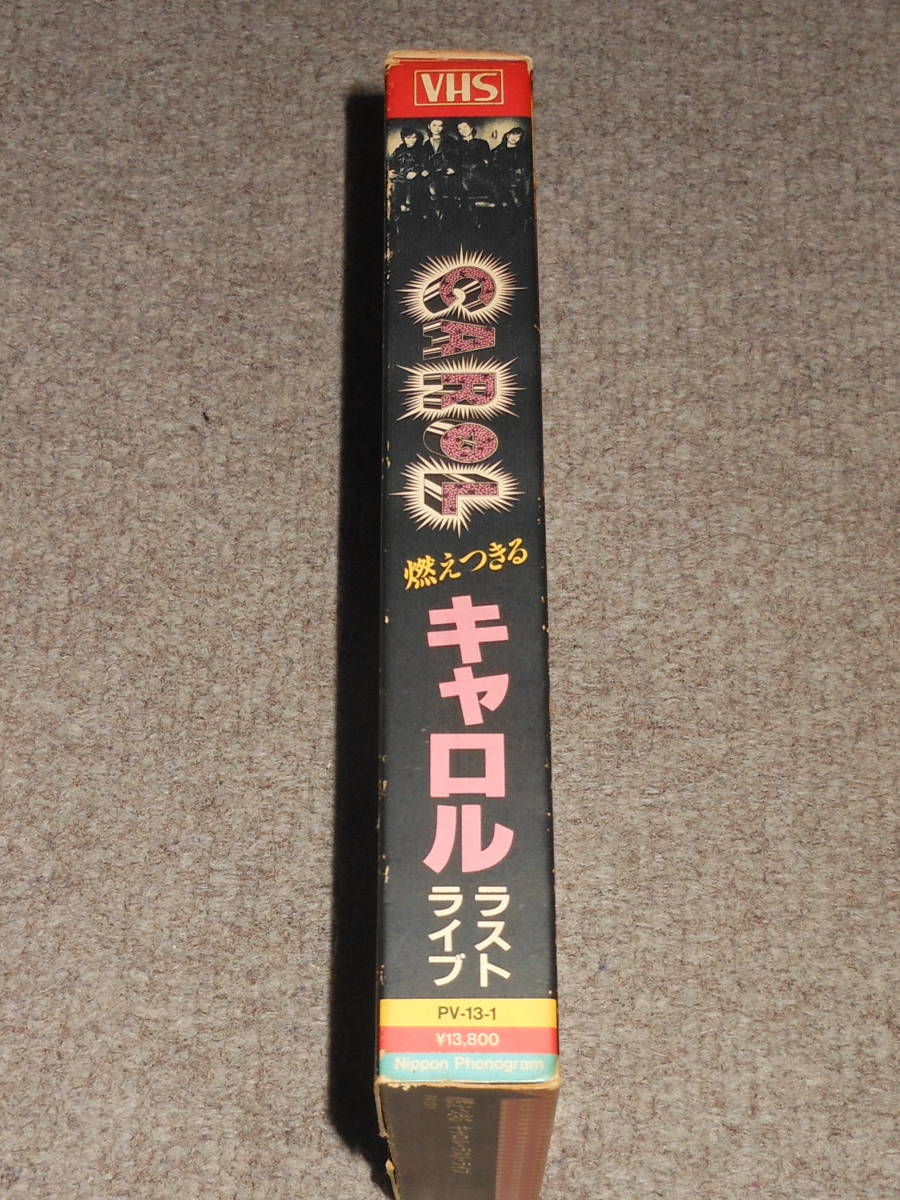 VHS
CAROL
燃えつきる
キャロル
ラスト
ライブ
PV-13-1
¥13,800
Nippon Phonogram